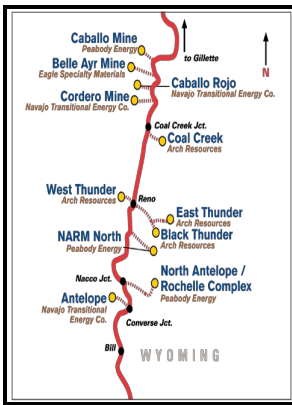 Caballo Mine
Peabody Energy
to Gillette
Belle Ayr Mine
Eagle Specialty Materials
N
Caballo Rojo
Navajo Transitional Energy Co.
Cordero Mine
Navajo Transitional Energy Co.
Coal Creek Jct.
Coal Creek
Arch Resources
West Thunder
Arch Resources
Reno
East Thunder
Arch Resources
Black Thunder
Arch Resources
NARM North
Peabody Energy
North Antelope /
Rochelle Complex
Peabody Energy
Nacco Jct.
Antelope
Navajo Transitional
Energy Co.
Converse Jct.
Bill
WYOMING